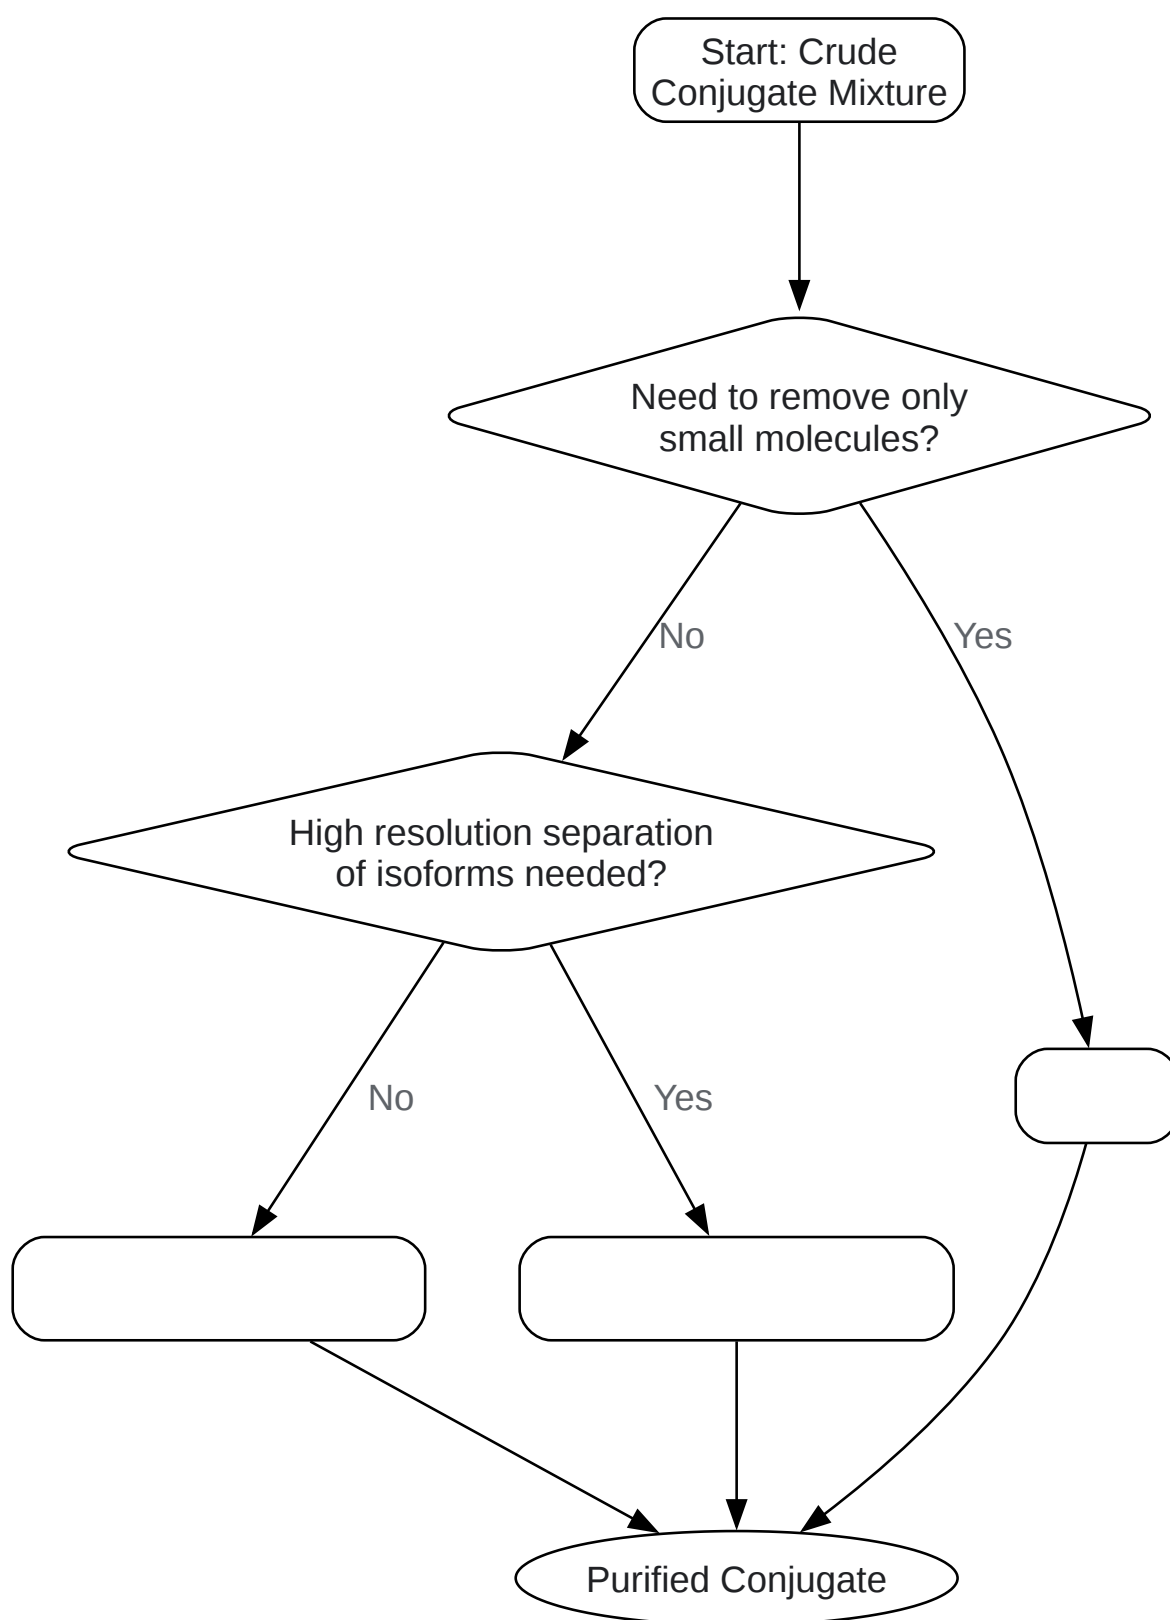 Start: Crude
Conjugate Mixture
Need to remove only
small molecules?
No
Yes
High resolution separation
of isoforms needed?
No
Yes
Purified Conjugate